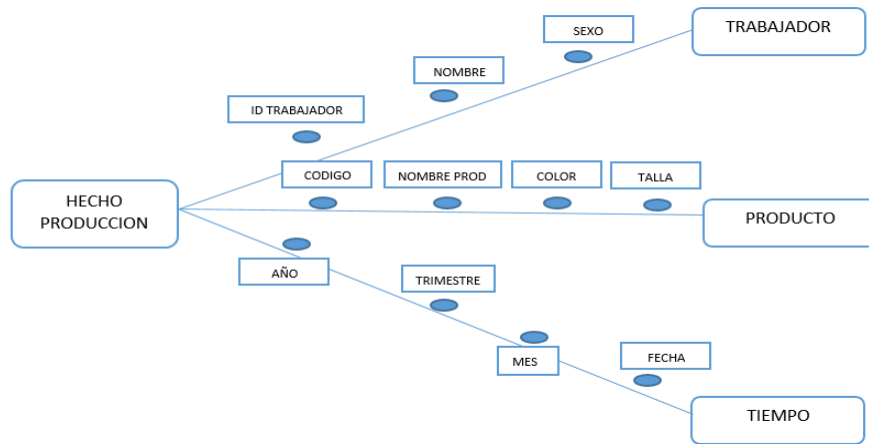 SEXO
TRABAJADOR
NOMBRE
ID TRABAJADOR
CODIGO
NOMBRE PROD
COLOR
TALLA
HECHO
PRODUCCION
PRODUCTO
AÑO
TRIMESTRE
MES
FECHA
TIEMPO